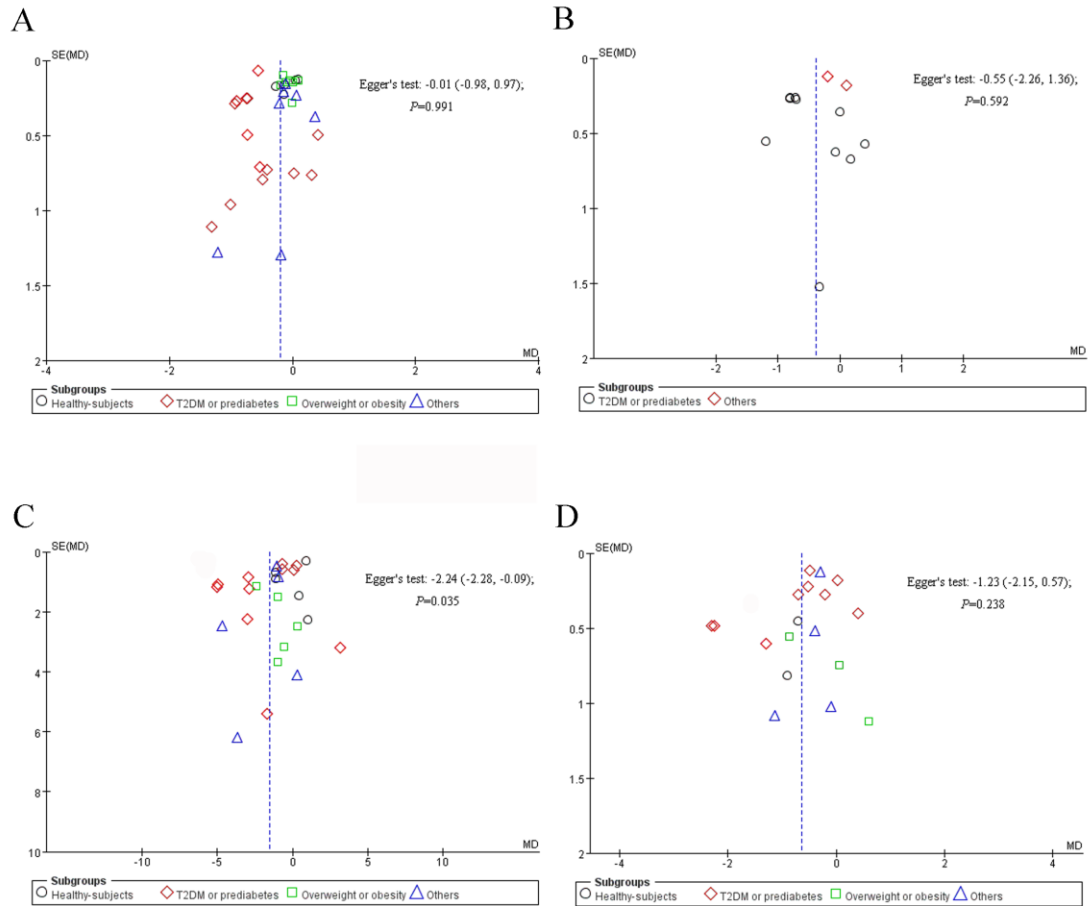 A
SE(MD)
0
Egger's test: -0.01 (-0.98, 0.97);
P=0.991
0.5
1
1.5
MD
2
-4 -2 0 2 4
Subgroups
Healthy-subjects T2DM or prediabetes Overweight or obesity Others
B
SE(MD)
0
Egger's test: -0.55 (-2.26, 1.36);
P=0.592
0.5
1
1.5
MD
2
-2 -1 0 1 2
Subgroups
T2DM or prediabetes Others
C
SE(MD)
0
Egger's test: -2.24 (-2.28, -0.09);
P=0.035
2
4
6
8
MD
10
-10 -5 0 5 10
Subgroups
Healthy-subjects T2DM or prediabetes Overweight or obesity Others
D
SE(MD)
0
Egger's test: -1.23 (-2.15, 0.57);
P=0.238
0.5
1
1.5
MD
2
-4 -2 0 2 4
Subgroups
Healthy-subjects T2DM or prediabetes Overweight or obesity Others